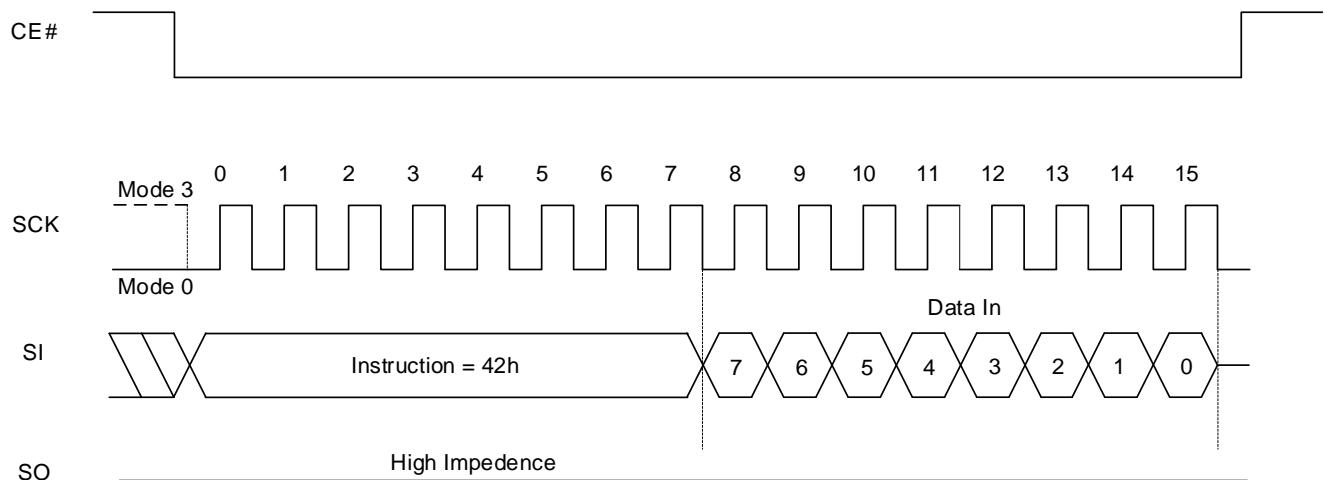 CE#
0 1 2 3 4 5 6 7 8 9 10 11 12 13 14 15
Mode 3
SCK
Mode 0
Data In
SI
Instruction = 42h
7 6 5 4 3 2 1 0
High Impedence
SO